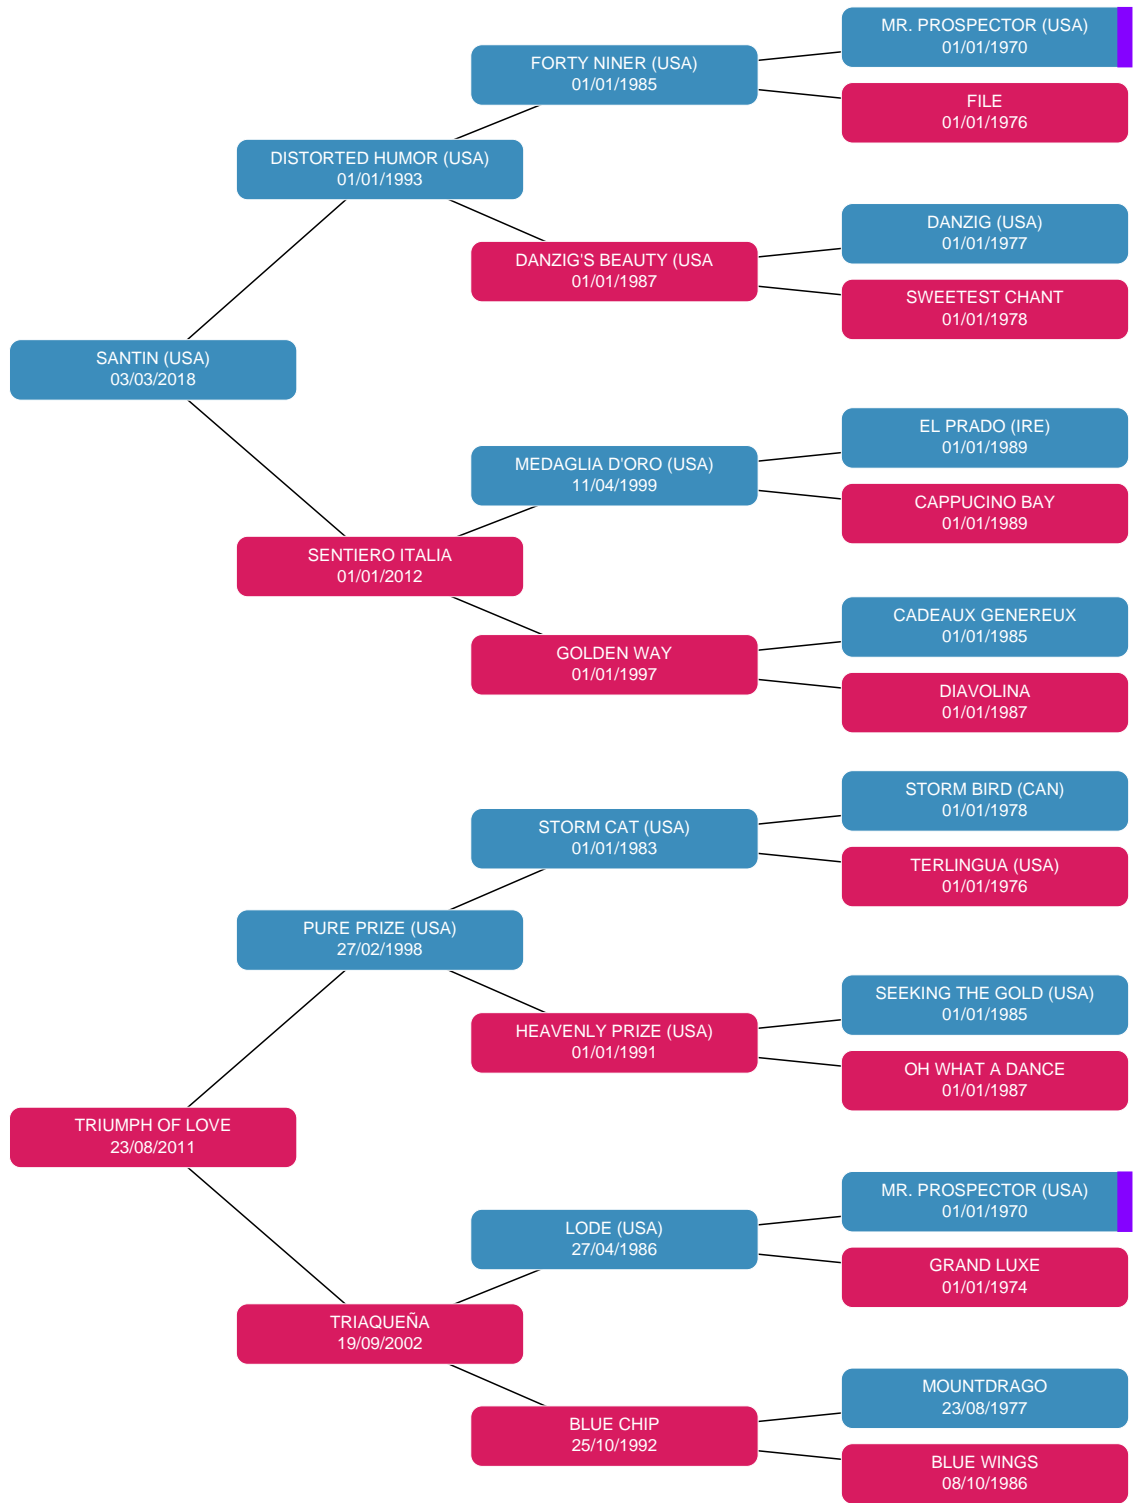 MR. PROSPECTOR (USA)
01/01/1970
FORTY NINER (USA)
01/01/1985
FILE
01/01/1976
DISTORTED HUMOR (USA)
01/01/1993
DANZIG (USA)
01/01/1977
DANZIG'S BEAUTY (USA
01/01/1987
SWEETEST CHANT
01/01/1978
SANTIN (USA)
03/03/2018
EL PRADO (IRE)
01/01/1989
MEDAGLIA D'ORO (USA)
11/04/1999
CAPPUCINO BAY
01/01/1989
SENTIERO ITALIA
01/01/2012
CADEAUX GENEREUX
01/01/1985
GOLDEN WAY
01/01/1997
DIAVOLINA
01/01/1987
STORM BIRD (CAN)
01/01/1978
STORM CAT (USA)
01/01/1983
TERLINGUA (USA)
01/01/1976
PURE PRIZE (USA)
27/02/1998
SEEKING THE GOLD (USA)
01/01/1985
HEAVENLY PRIZE (USA)
01/01/1991
OH WHAT A DANCE
01/01/1987
TRIUMPH OF LOVE
23/08/2011
MR. PROSPECTOR (USA)
01/01/1970
LODE (USA)
27/04/1986
GRAND LUXE
01/01/1974
TRIAQUEÑA
19/09/2002
MOUNTDRAGO
23/08/1977
BLUE CHIP
25/10/1992
BLUE WINGS
08/10/1986